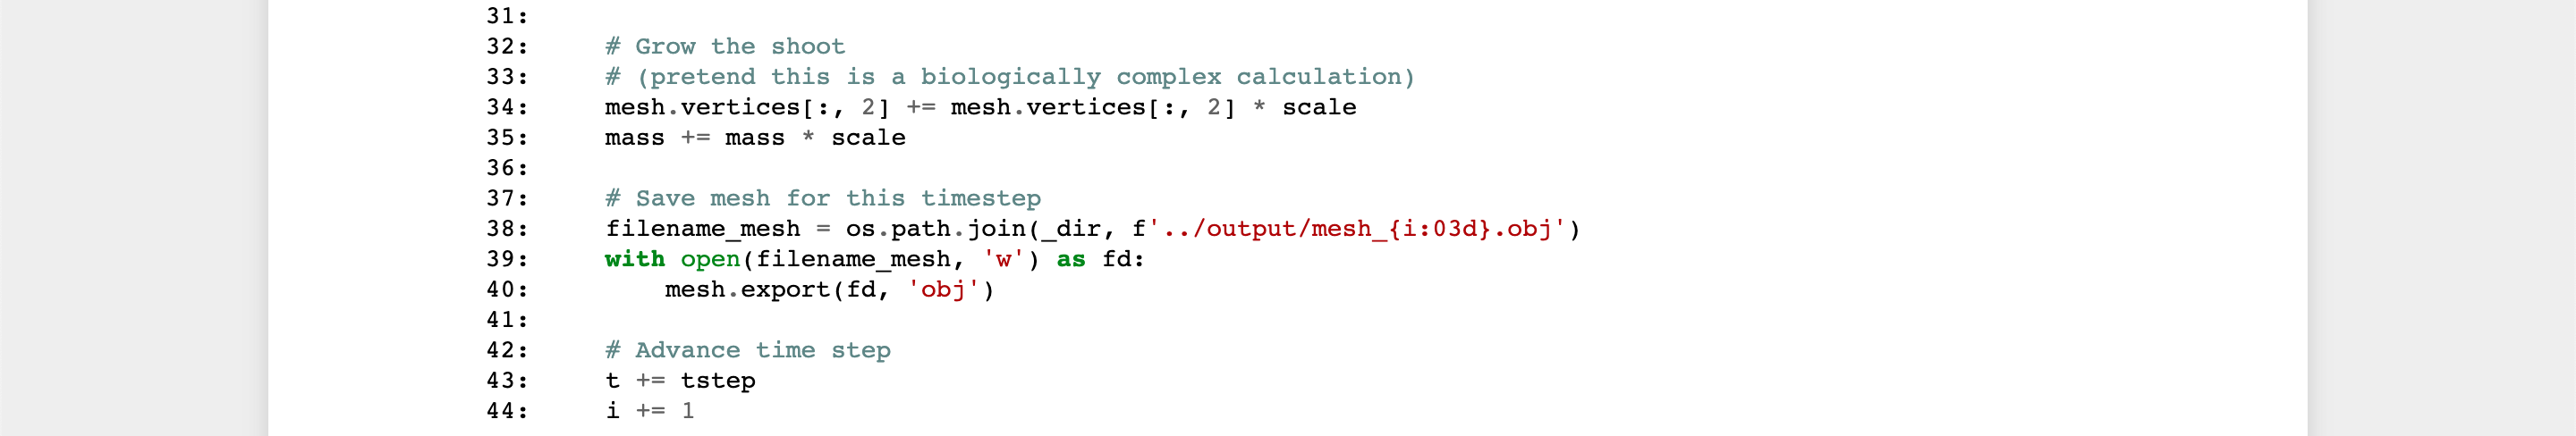 31:
32:     # Grow the shoot
33:     # (pretend this is a biologically complex calculation)
34:     mesh.vertices[:, 2] += mesh.vertices[:, 2] * scale
35:     mass += mass * scale
36:
37:     # Save mesh for this timestep
38:     filename_mesh = os.path.join(_dir, f'../output/mesh_{i:03d}.obj')
39:     with open(filename_mesh, 'w') as fd:
40:         mesh.export(fd, 'obj')
41:
42:     # Advance time step
43:     t += tstep
44:     i += 1